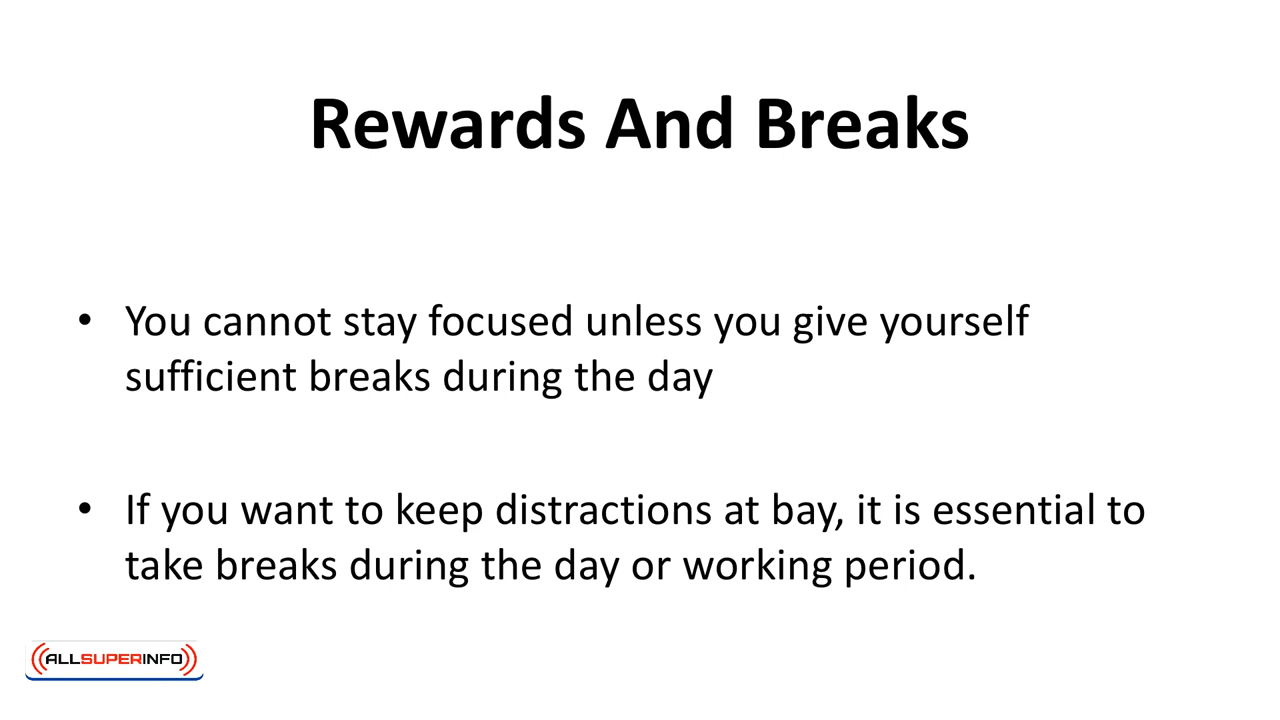 Rewards And Breaks
• You cannot stay focused unless you give yourself
sufficient breaks during the day
• If you want to keep distractions at bay, it is essential to
take breaks during the day or working period.
ALLSUPERINFO